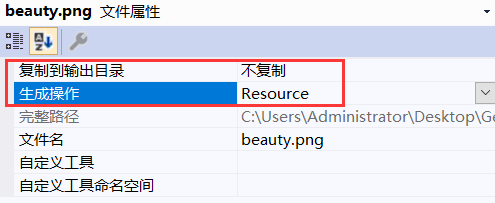 beauty.png 文件属性
复制到输出目录 不复制
生成操作 Resource
完整路径 C:\Users\Administrator\Desktop\Ge
文件名 beauty.png
自定义工具
自定义工具命名空间